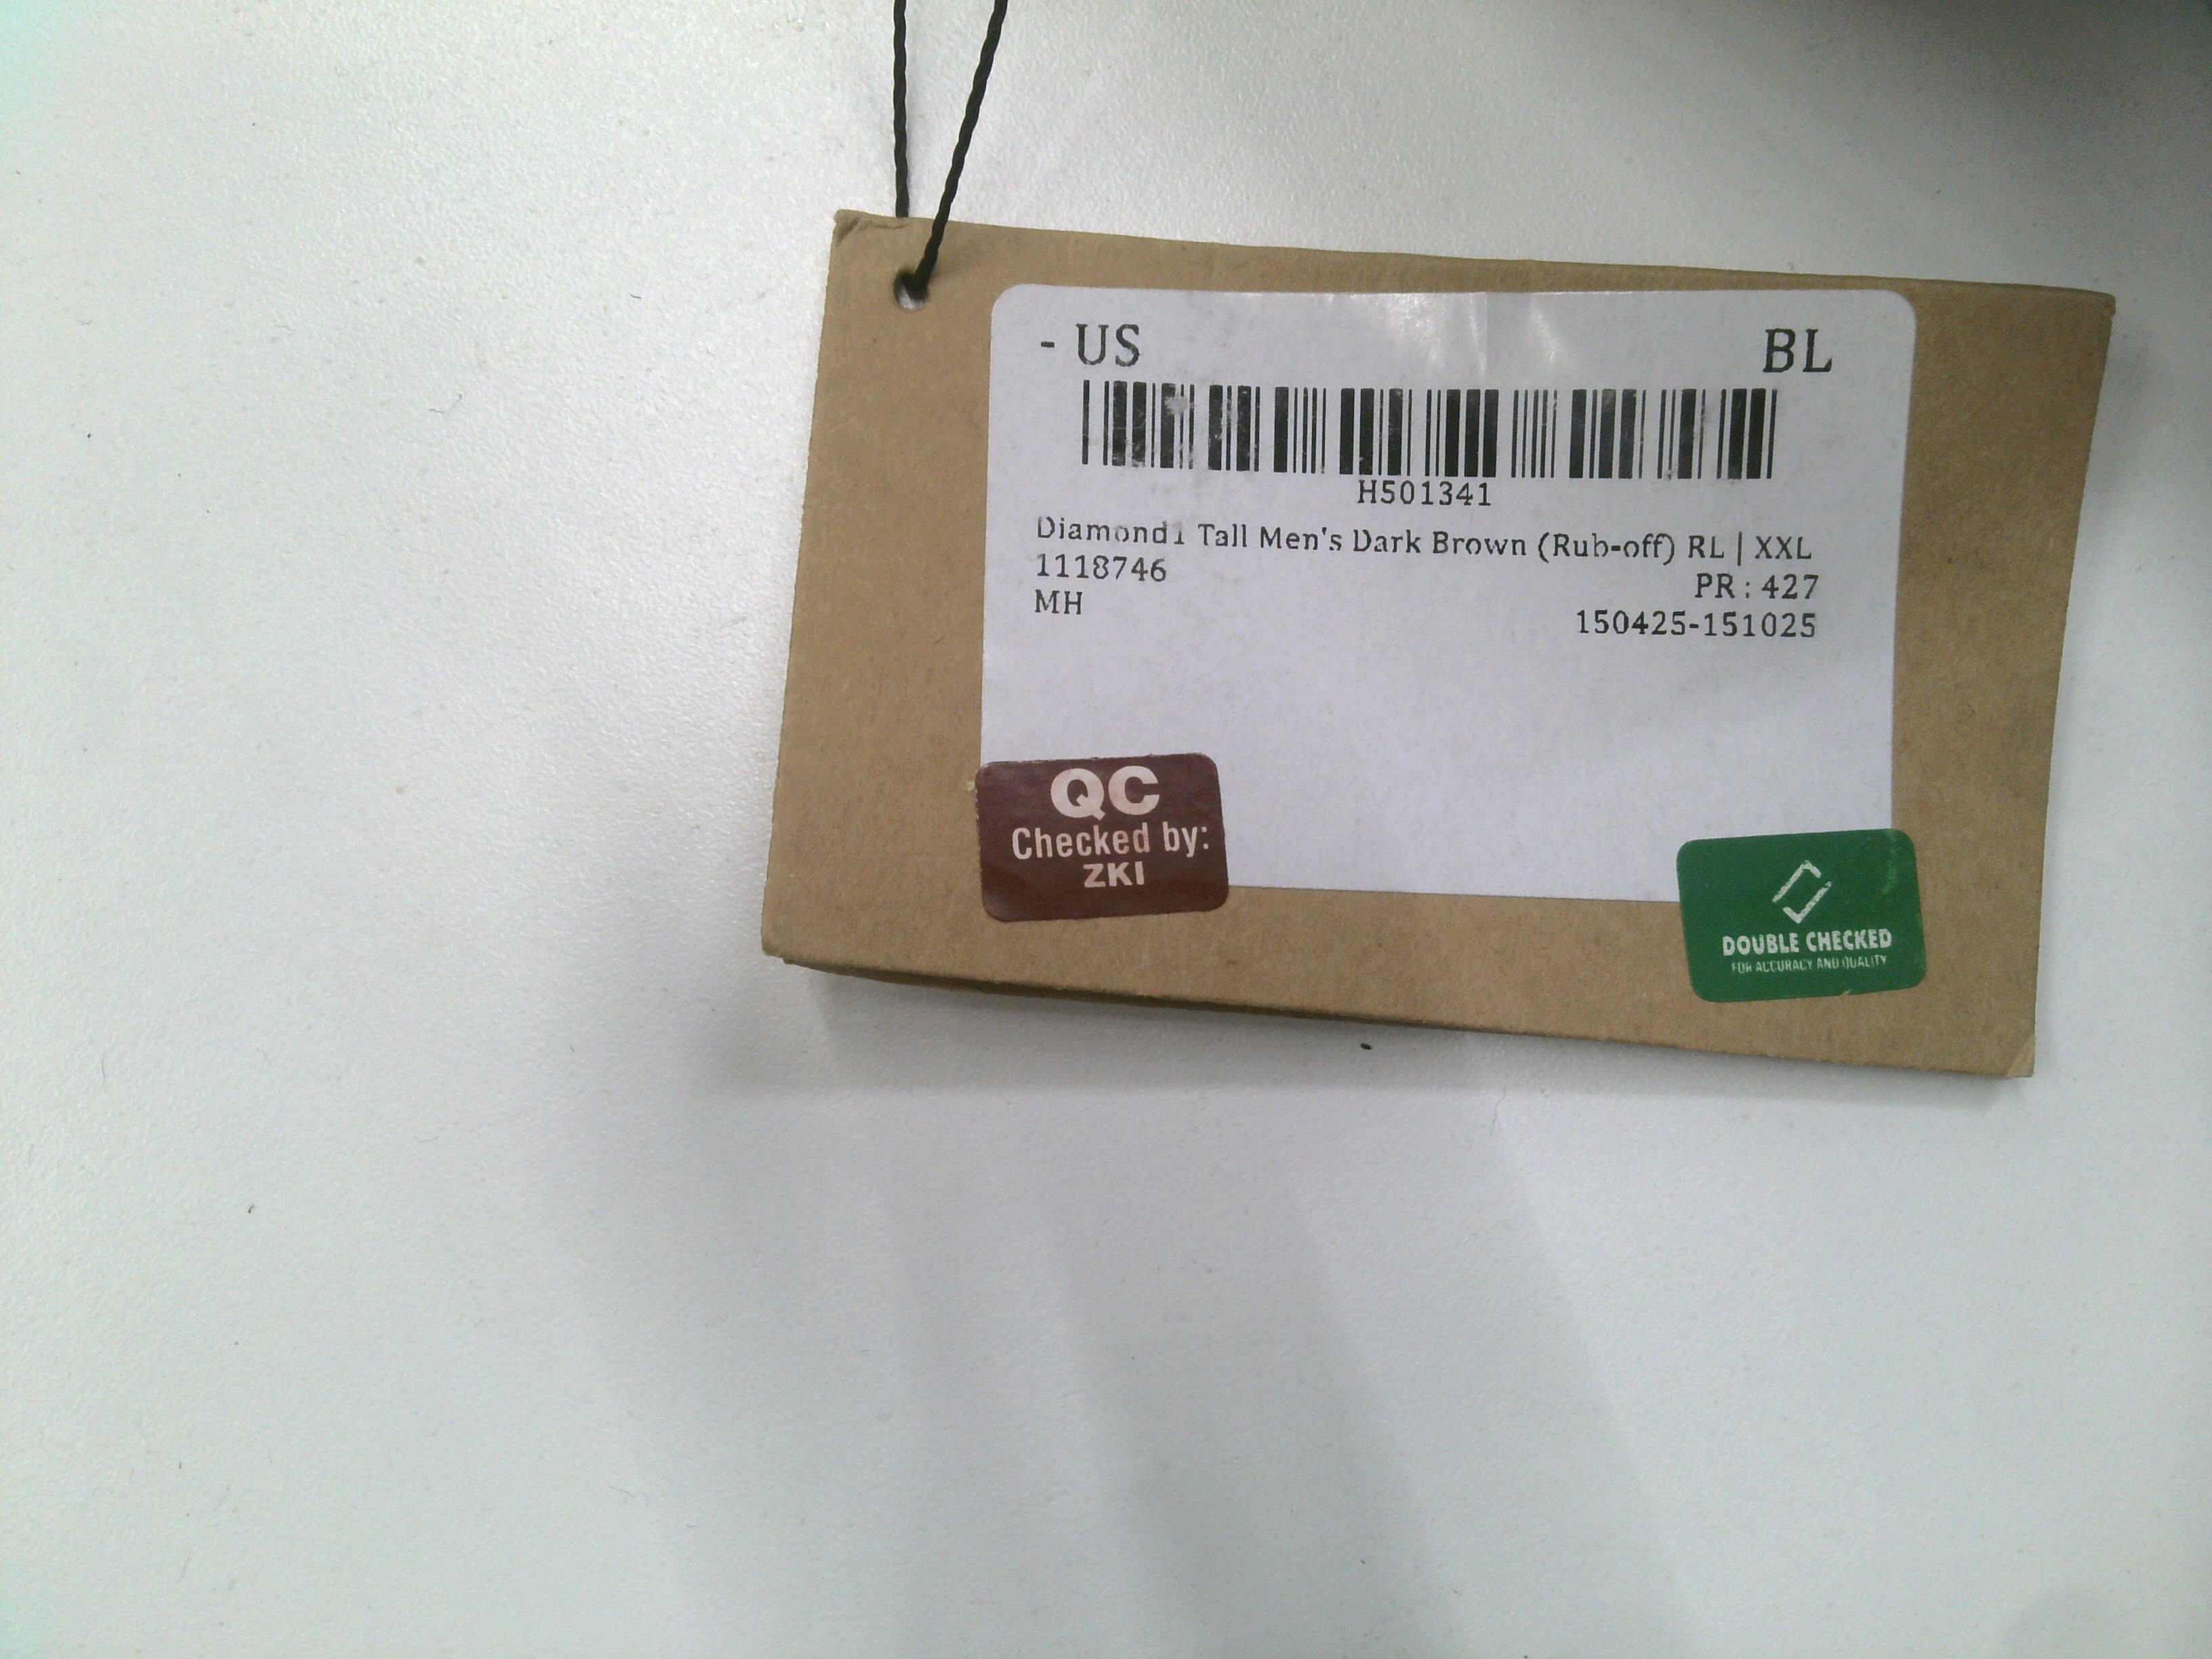 - US BL
H501341
Diamond1 Tall Men's Dark Brown (Rub-off) RL | XXL
1118746 PR : 427
MH 150425-151025
QC
Checked by:
ZKI
DOUBLE CHECKED
FOR ACCURACY AND QUALITY